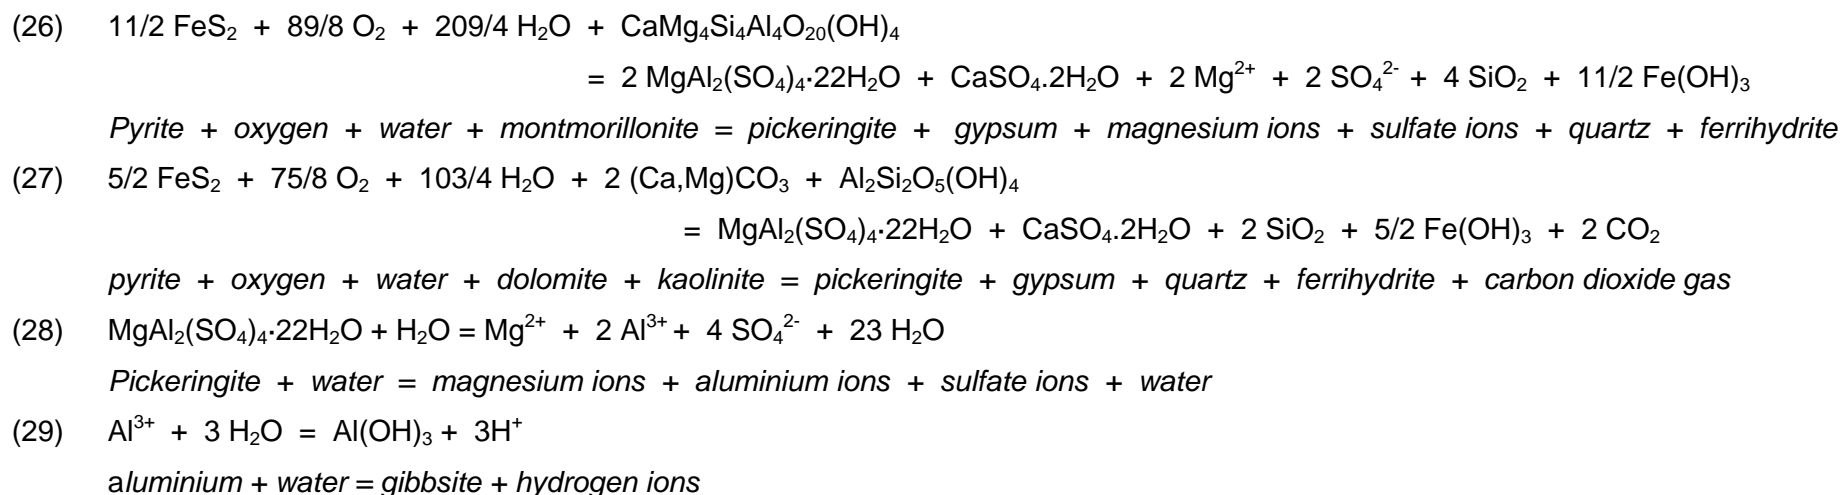 (26) 11/2 FeS₂ + 89/8 O₂ + 209/4 H₂O + CaMg₄Si₄Al₄O₂₀(OH)₄
= 2 MgAl₂(SO₄)₄·22H₂O + CaSO₄.2H₂O + 2 Mg²⁺ + 2 SO₄²⁻ + 4 SiO₂ + 11/2 Fe(OH)₃
Pyrite + oxygen + water + montmorillonite = pickeringite + gypsum + magnesium ions + sulfate ions + quartz + ferrihydrite
(27) 5/2 FeS₂ + 75/8 O₂ + 103/4 H₂O + 2 (Ca,Mg)CO₃ + Al₂Si₂O₅(OH)₄
= MgAl₂(SO₄)₄·22H₂O + CaSO₄.2H₂O + 2 SiO₂ + 5/2 Fe(OH)₃ + 2 CO₂
pyrite + oxygen + water + dolomite + kaolinite = pickeringite + gypsum + quartz + ferrihydrite + carbon dioxide gas
(28) MgAl₂(SO₄)₄·22H₂O + H₂O = Mg²⁺ + 2 Al³⁺ + 4 SO₄²⁻ + 23 H₂O
Pickeringite + water = magnesium ions + aluminium ions + sulfate ions + water
(29) Al³⁺ + 3 H₂O = Al(OH)₃ + 3H⁺
aluminium + water = gibbsite + hydrogen ions